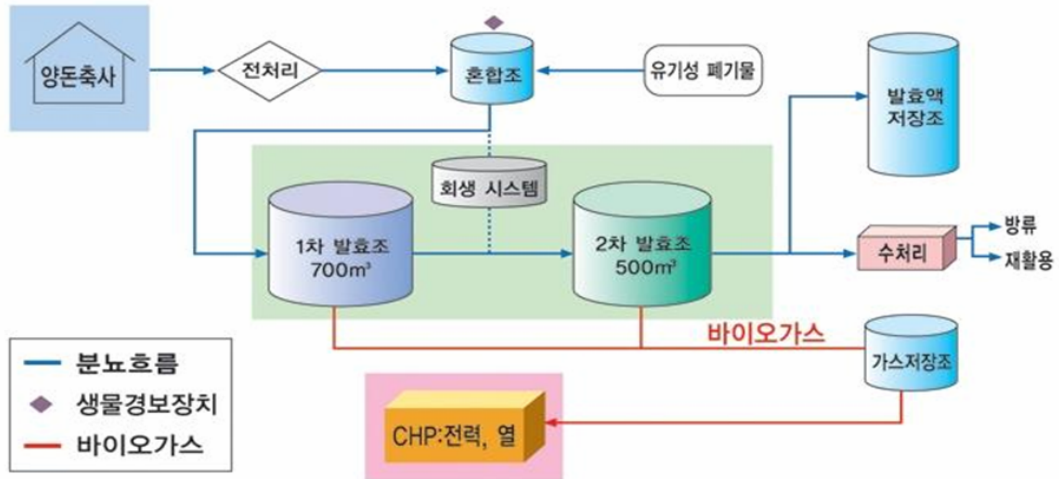 양돈축사
전처리
혼합조
유기성 폐기물
발효액
저장조
회생 시스템
1차 발효조
700m³
2차 발효조
500m³
수처리
방류
재활용
바이오가스
가스저장조
분뇨흐름
생물경보장치
바이오가스
CHP:전력, 열